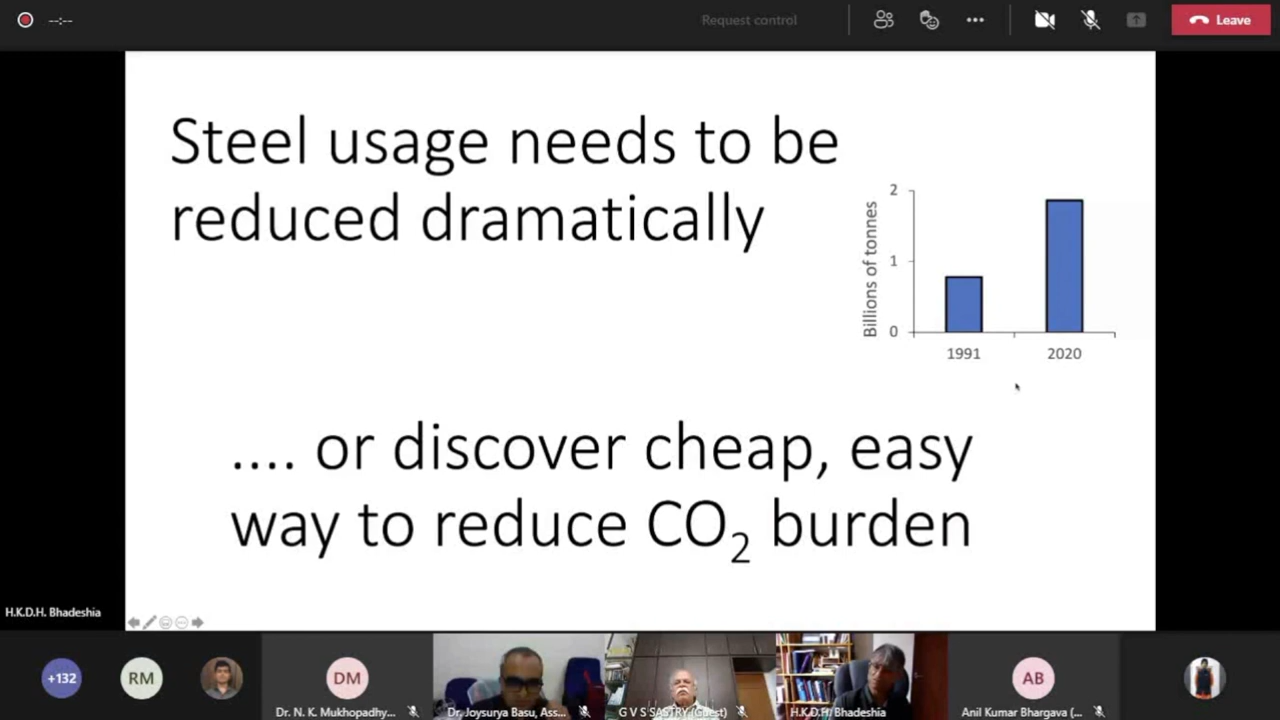 --:--
Request control
Leave
Steel usage needs to be
reduced dramatically
Billions of tonnes
2
1
0
1991
2020
.... or discover cheap, easy
way to reduce CO₂ burden
H.K.D.H. Bhadeshia
+132
RM
DM
AB
Dr. N. K. Mukhopadhy...
Dr. Joysurya Basu, Ass...
G V S SASTRY (Guest)
H.K.D.H. Bhadeshia
Anil Kumar Bhargava (...